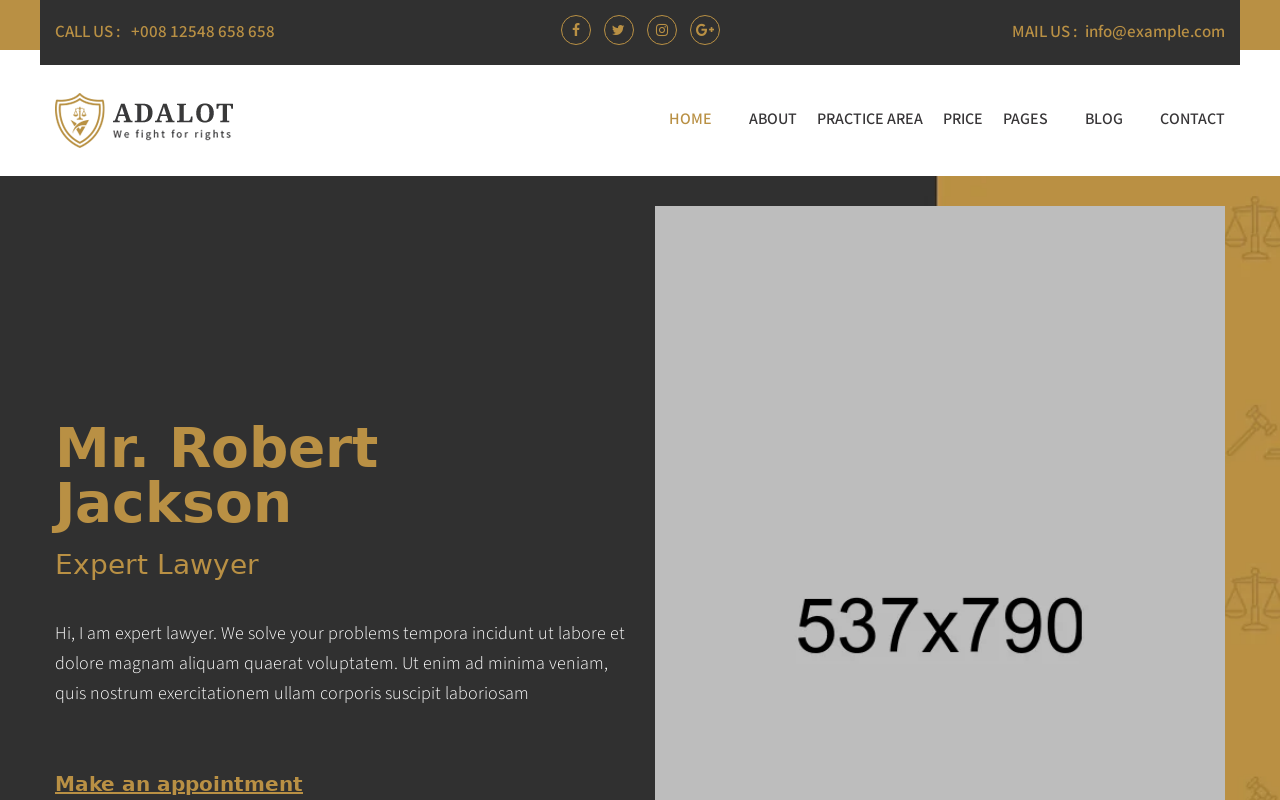 CALL US : +008 12548 658 658
MAIL US : info@example.com
ADALOT
We fight for rights
HOME ABOUT PRACTICE AREA PRICE PAGES BLOG CONTACT
Mr. Robert
Jackson
Expert Lawyer
Hi, I am expert lawyer. We solve your problems tempora incidunt ut labore et
dolore magnam aliquam quaerat voluptatem. Ut enim ad minima veniam,
quis nostrum exercitationem ullam corporis suscipit laboriosam
Make an appointment
537x790